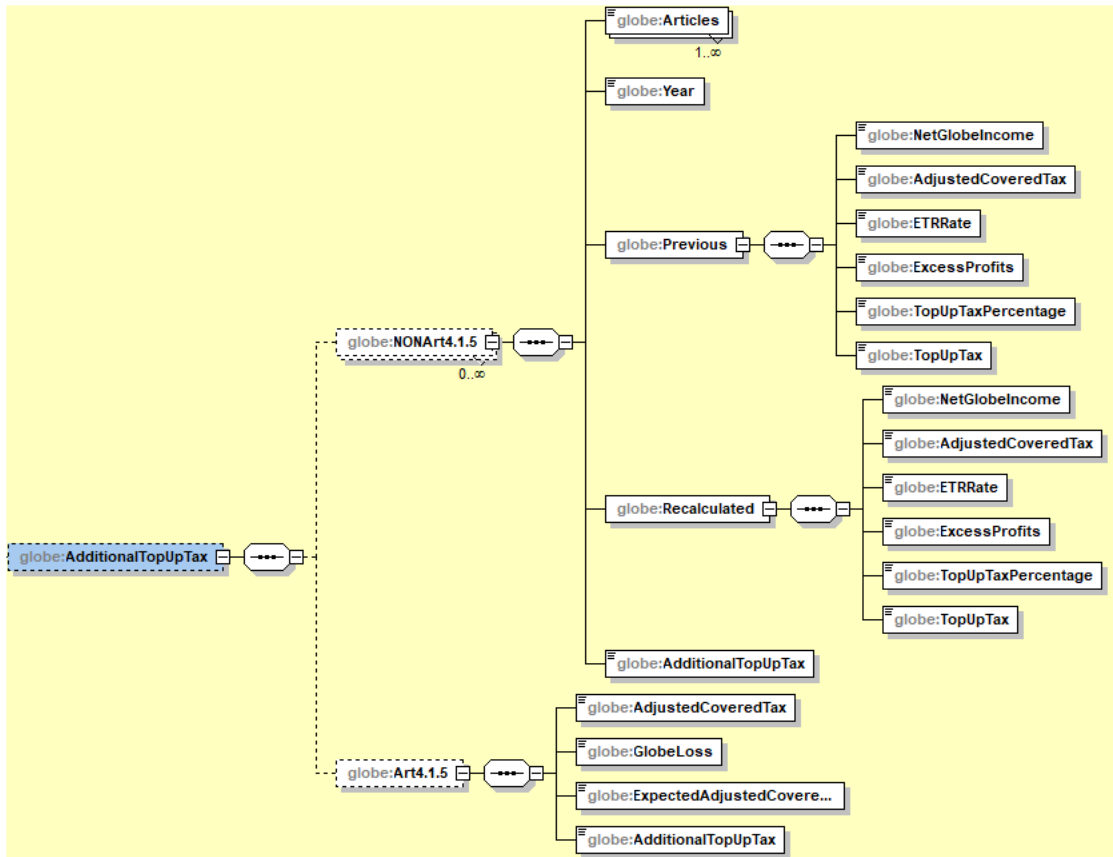 globe:Articles
1..∞
globe:Year
globe:NetGlobeIncome
globe:AdjustedCoveredTax
globe:ETRRate
globe:Previous
globe:ExcessProfits
globe:TopUpTaxPercentage
globe:TopUpTax
globe:NONArt4.1.5
0..∞
globe:NetGlobeIncome
globe:AdjustedCoveredTax
globe:ETRRate
globe:Recalculated
globe:ExcessProfits
globe:TopUpTaxPercentage
globe:TopUpTax
globe:AdditionalTopUpTax
globe:AdditionalTopUpTax
globe:AdjustedCoveredTax
globe:GlobeLoss
globe:Art4.1.5
globe:ExpectedAdjustedCovere...
globe:AdditionalTopUpTax